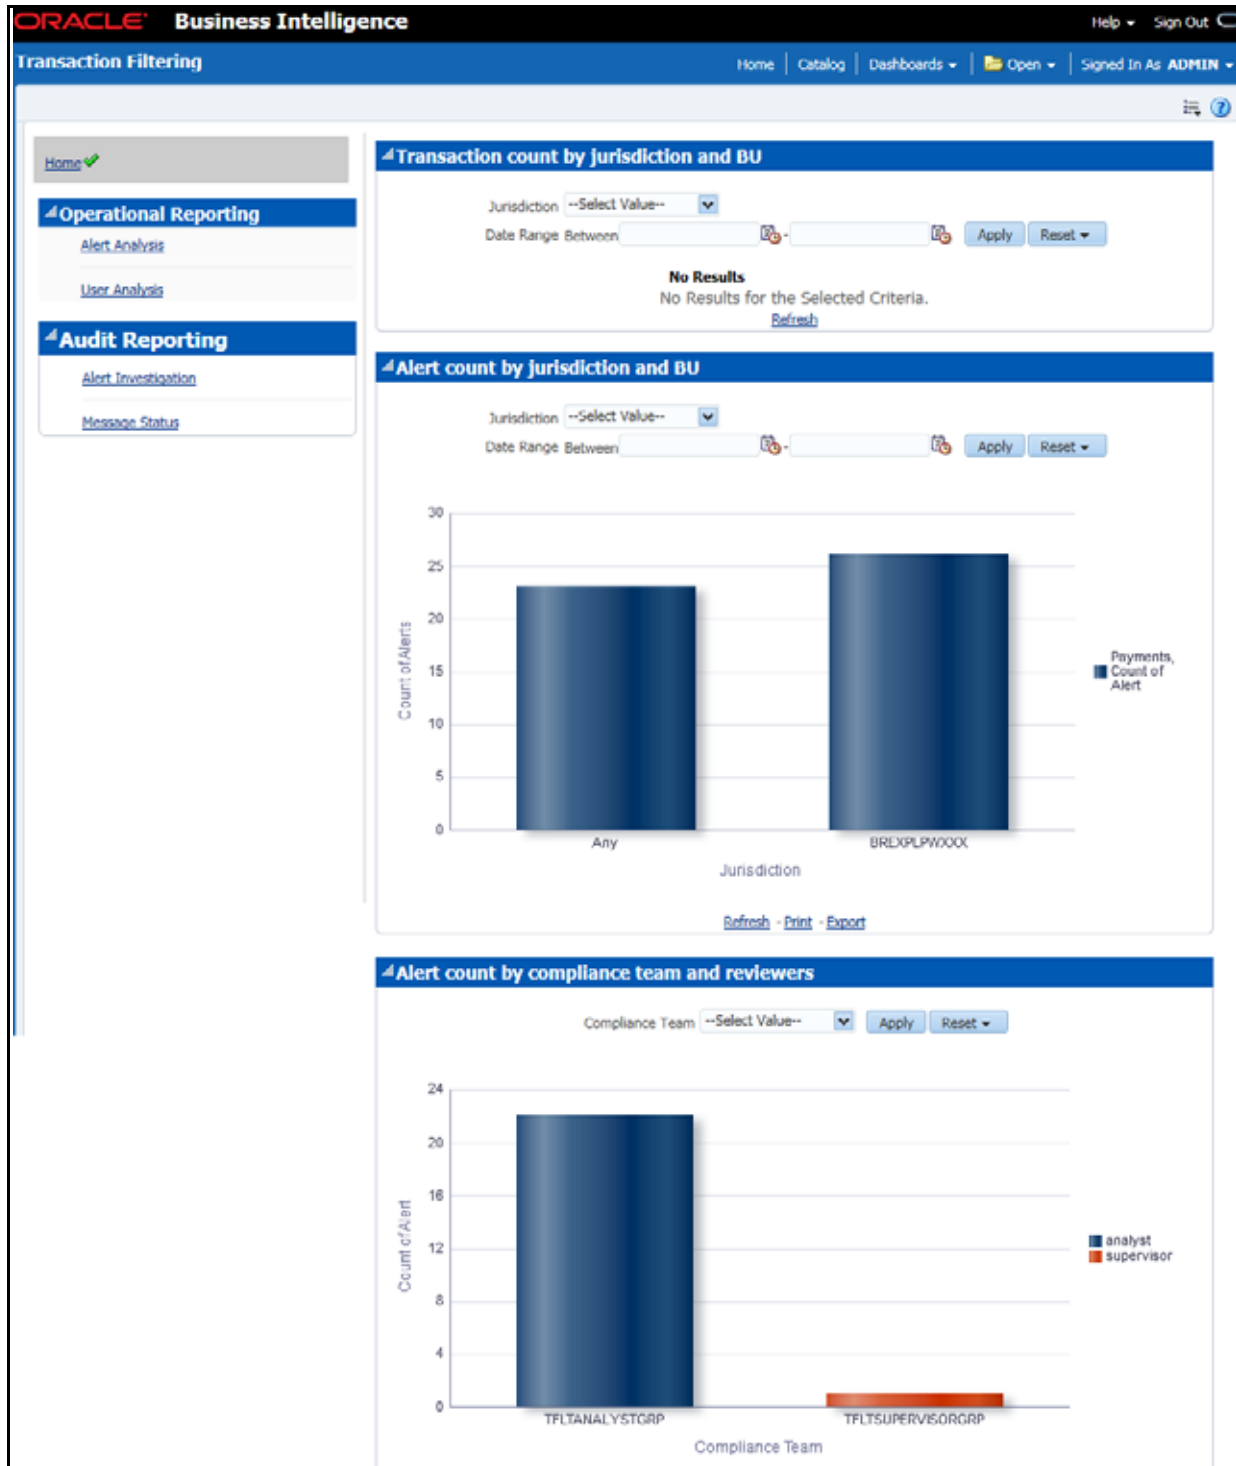 ORACLE Business Intelligence
Help Sign Out
Transaction Filtering
Home Catalog Dashboards Open Signed In As ADMIN
Home
Operational Reporting
Alert Analysis
User Analysis
Audit Reporting
Alert Investigation
Message Status
Transaction count by jurisdiction and BU
Jurisdiction --Select Value--
Date Range Between - Apply Reset
No Results
No Results for the Selected Criteria.
Refresh
Alert count by jurisdiction and BU
Jurisdiction --Select Value--
Date Range Between - Apply Reset
30
25
20
15
10
5
0
Count of Alerts
Any BREXPLPWXXX
Jurisdiction
Payments,
Count of
Alert
Refresh - Print - Export
Alert count by compliance team and reviewers
Compliance Team --Select Value-- Apply Reset
24
20
16
12
8
4
0
Count of Alert
TFLTANALYSTGRP TFLTSUPERVISORGRP
Compliance Team
analyst
supervisor